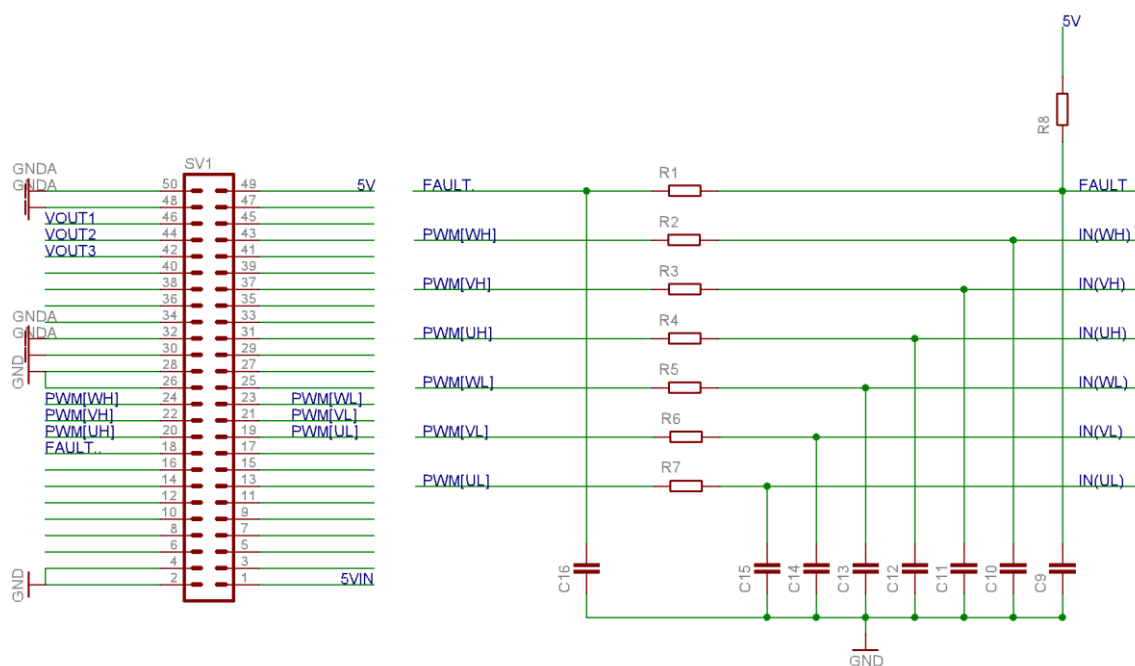 5V
R8
GNDA
GNDA
SV1
50 49 5V
48 47
VOUT1 46 45
VOUT2 44 43
VOUT3 42 41
40 39
38 37
36 35
GNDA 34 33
GNDA 32 31
30 29
GND 28 27
26 25
PWM[WH] 24 23 PWM[WL]
PWM[VH] 22 21 PWM[VL]
PWM[UH] 20 19 PWM[UL]
FAULT.. 18 17
16 15
14 13
12 11
10 9
8 7
6 5
4 3
GND 2 1 5VIN
FAULT. R1 FAULT
PWM[WH] R2 IN(WH)
PWM[VH] R3 IN(VH)
PWM[UH] R4 IN(UH)
PWM[WL] R5 IN(WL)
PWM[VL] R6 IN(VL)
PWM[UL] R7 IN(UL)
C16 C15 C14 C13 C12 C11 C10 C9
GND